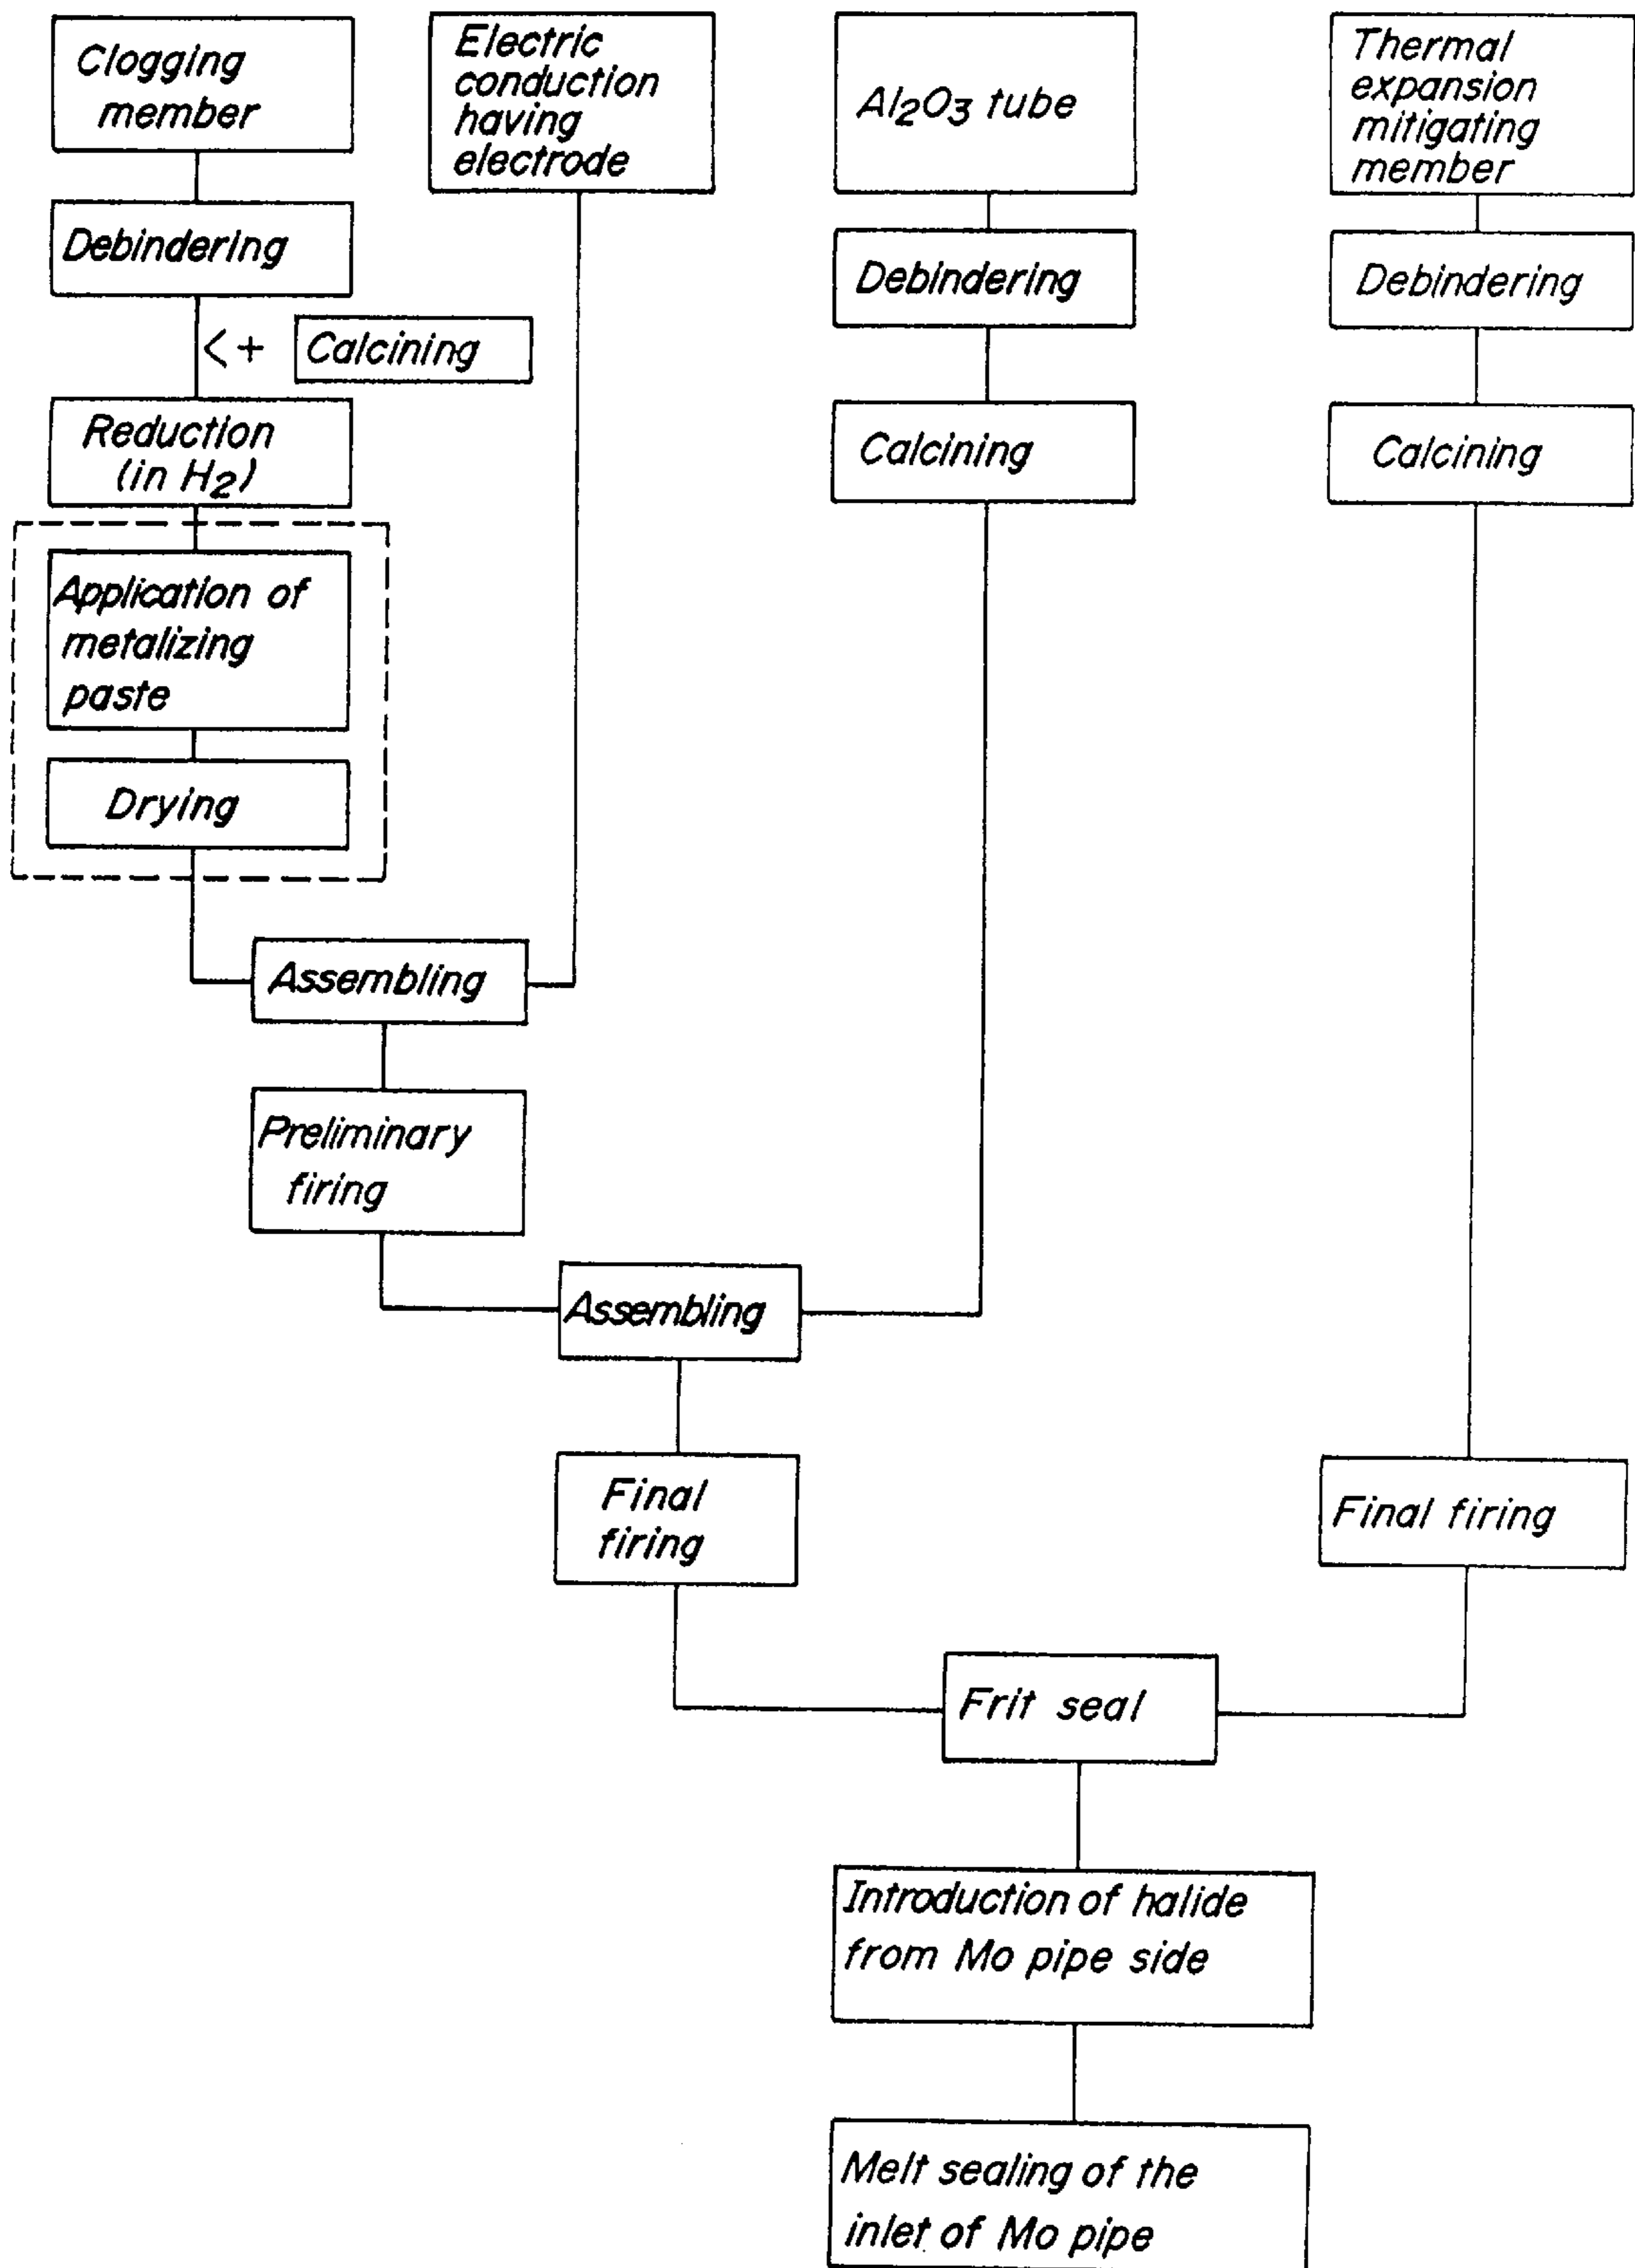 Clogging
member
Electric
conduction
having
electrode
Al2O3 tube
Thermal
expansion
mitigating
member
Debindering
Debindering
Debindering
<+ Calcining
Reduction
(in H2)
Calcining
Calcining
Application of
metalizing
paste
Drying
Assembling
Preliminary
firing
Assembling
Final
firing
Final firing
Frit seal
Introduction of halide
from Mo pipe side
Melt sealing of the
inlet of Mo pipe